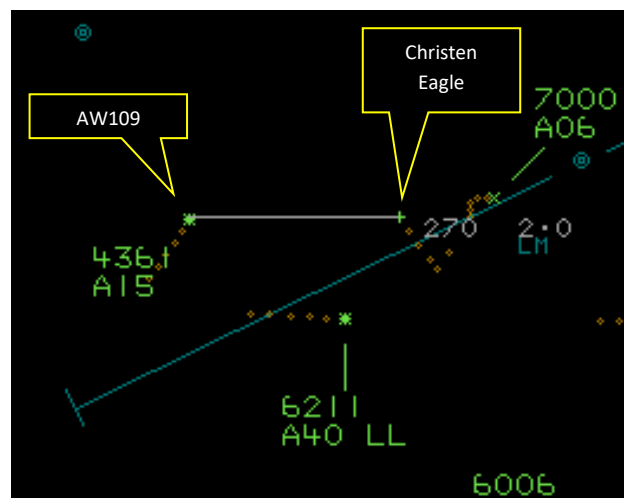 Christen
Eagle
AW109
7000
A06
270 2.0
LM
4361
A15
6211
A40 LL
6006